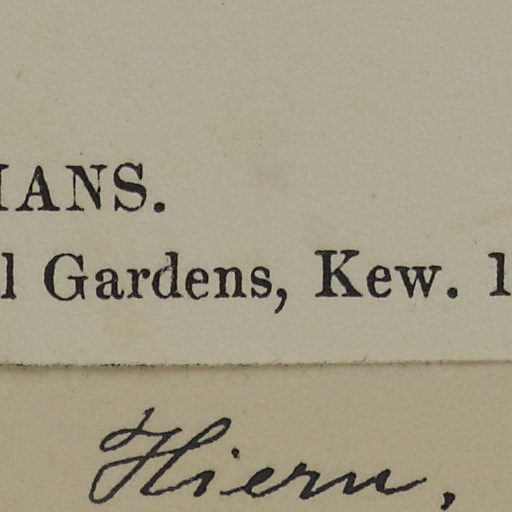 IANS.
l Gardens, Kew. 1
Hiern,